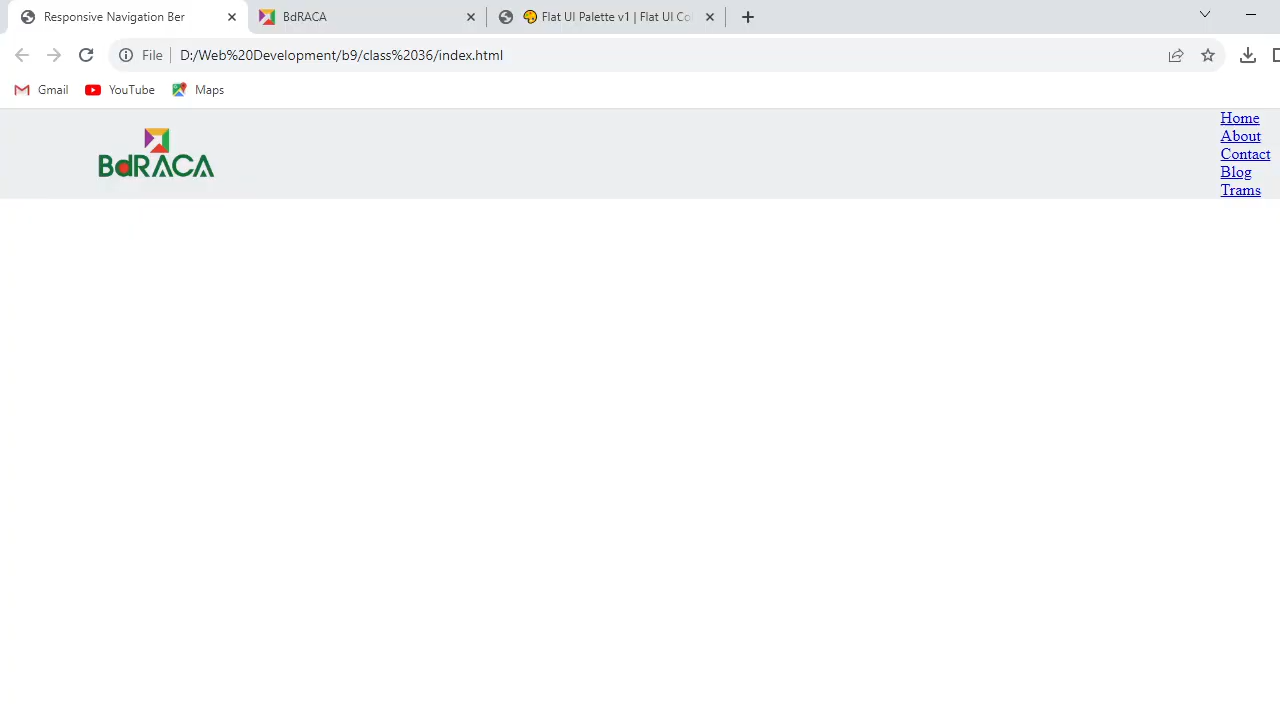 Responsive Navigation Ber
BdRACA
Flat UI Palette v1 | Flat UI Co
File
D:/Web%20Development/b9/class%2036/index.html
Gmail
YouTube
Maps
BdRACA
Home
About
Contact
Blog
Trams